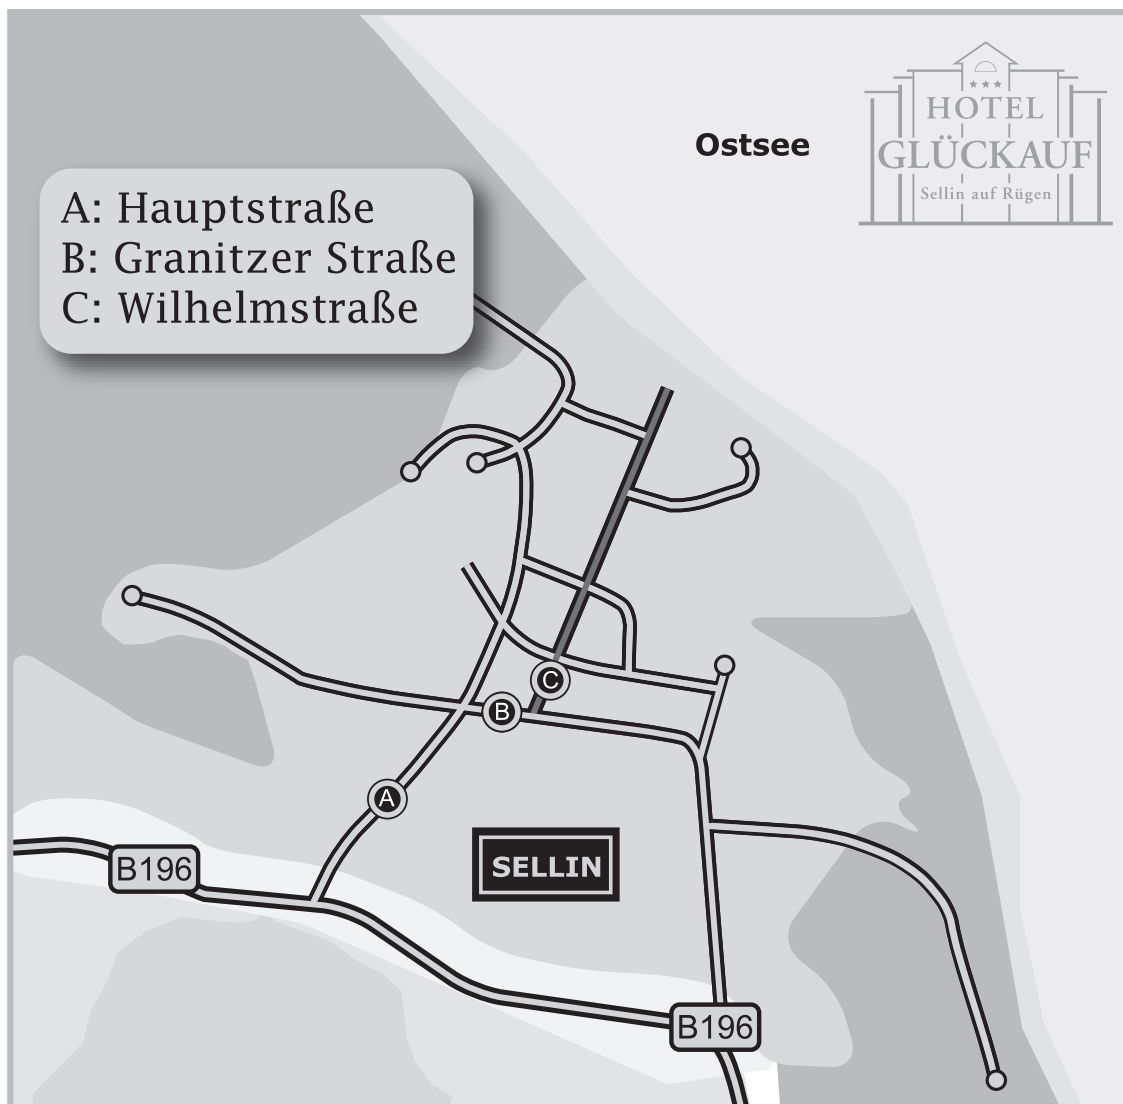 Ostsee
HOTEL
GLÜCKAUF
Sellin auf Rügen
A: Hauptstraße
B: Granitzer Straße
C: Wilhelmstraße
C
B
A
SELLIN
B196
B196